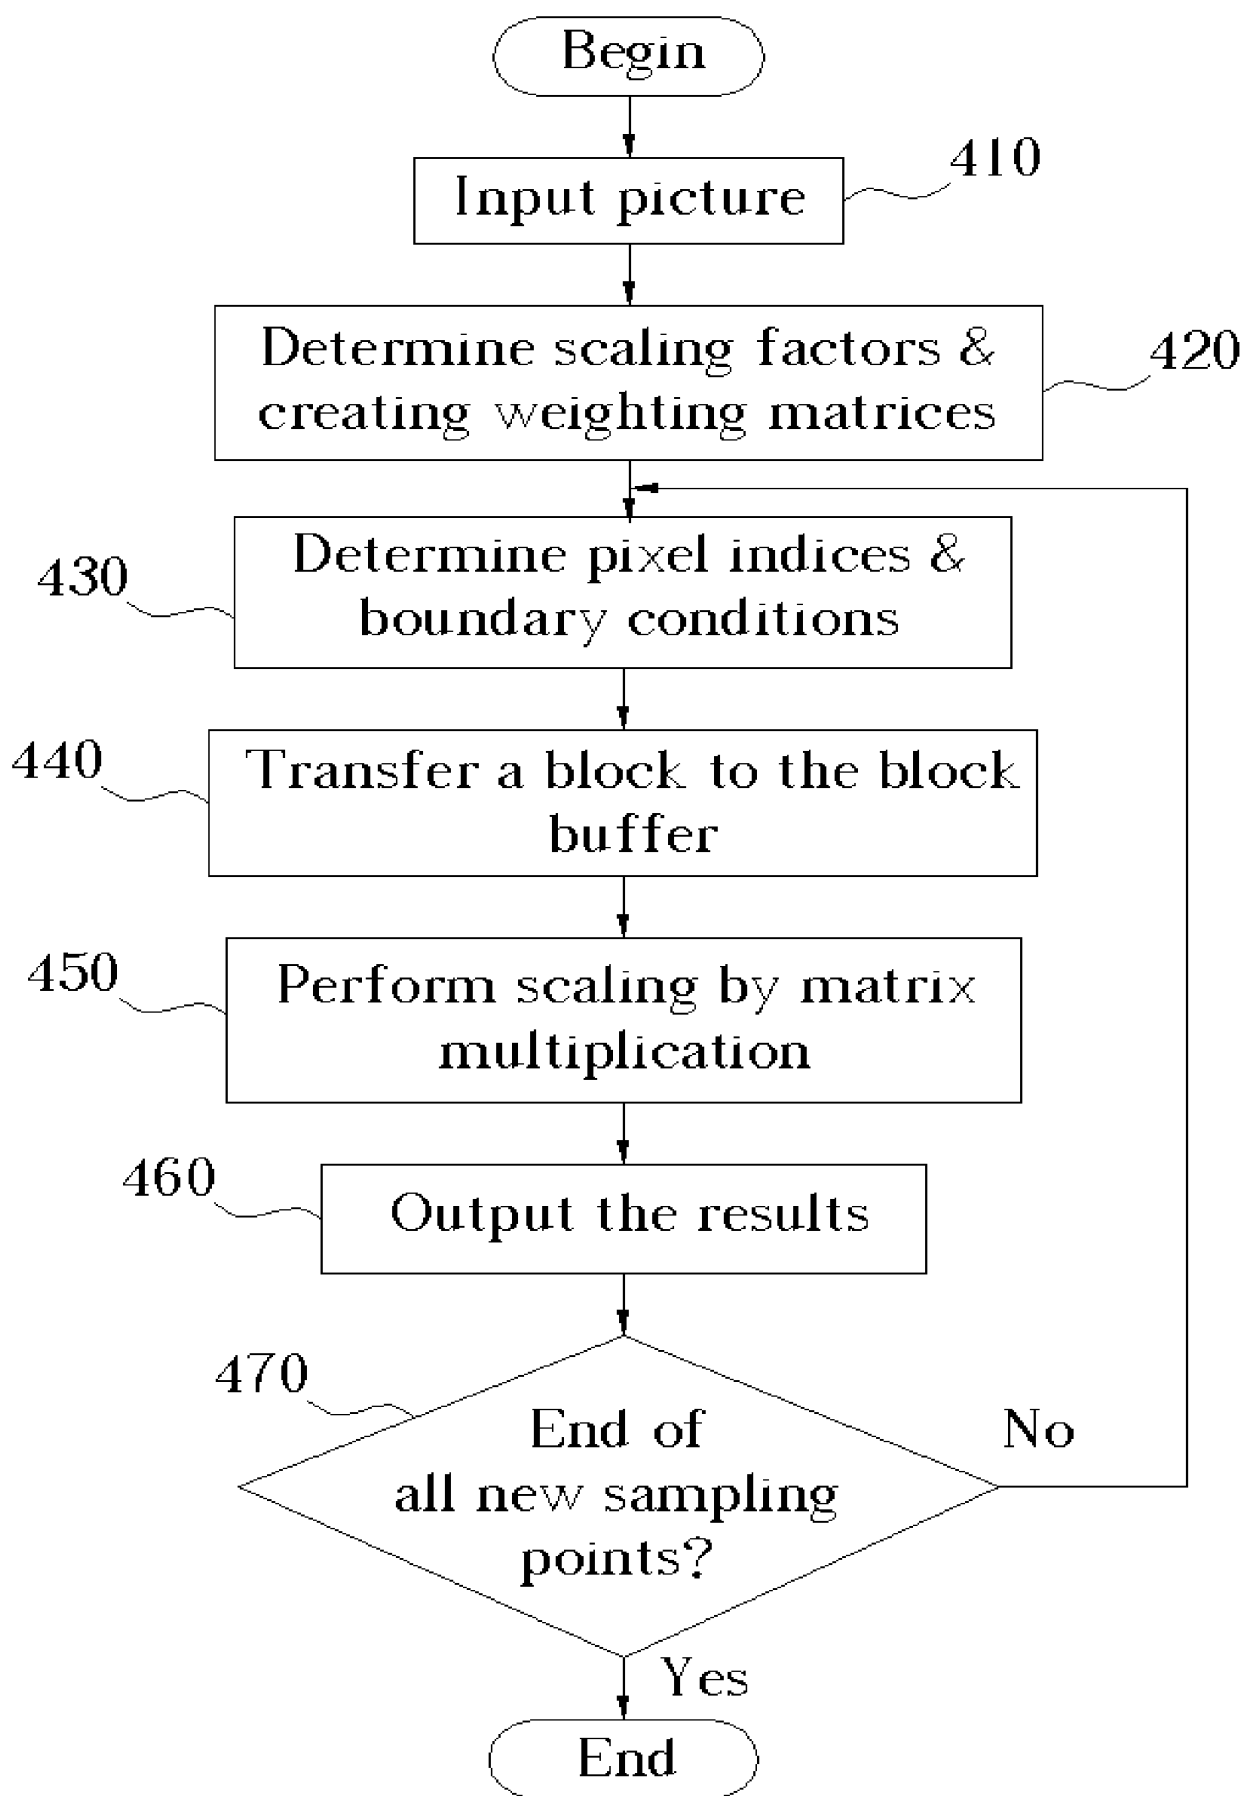 Begin
Input picture
410
Determine scaling factors &
creating weighting matrices
420
Determine pixel indices &
boundary conditions
430
Transfer a block to the block
buffer
440
Perform scaling by matrix
multiplication
450
Output the results
460
470
End of
all new sampling
points?
No
Yes
End